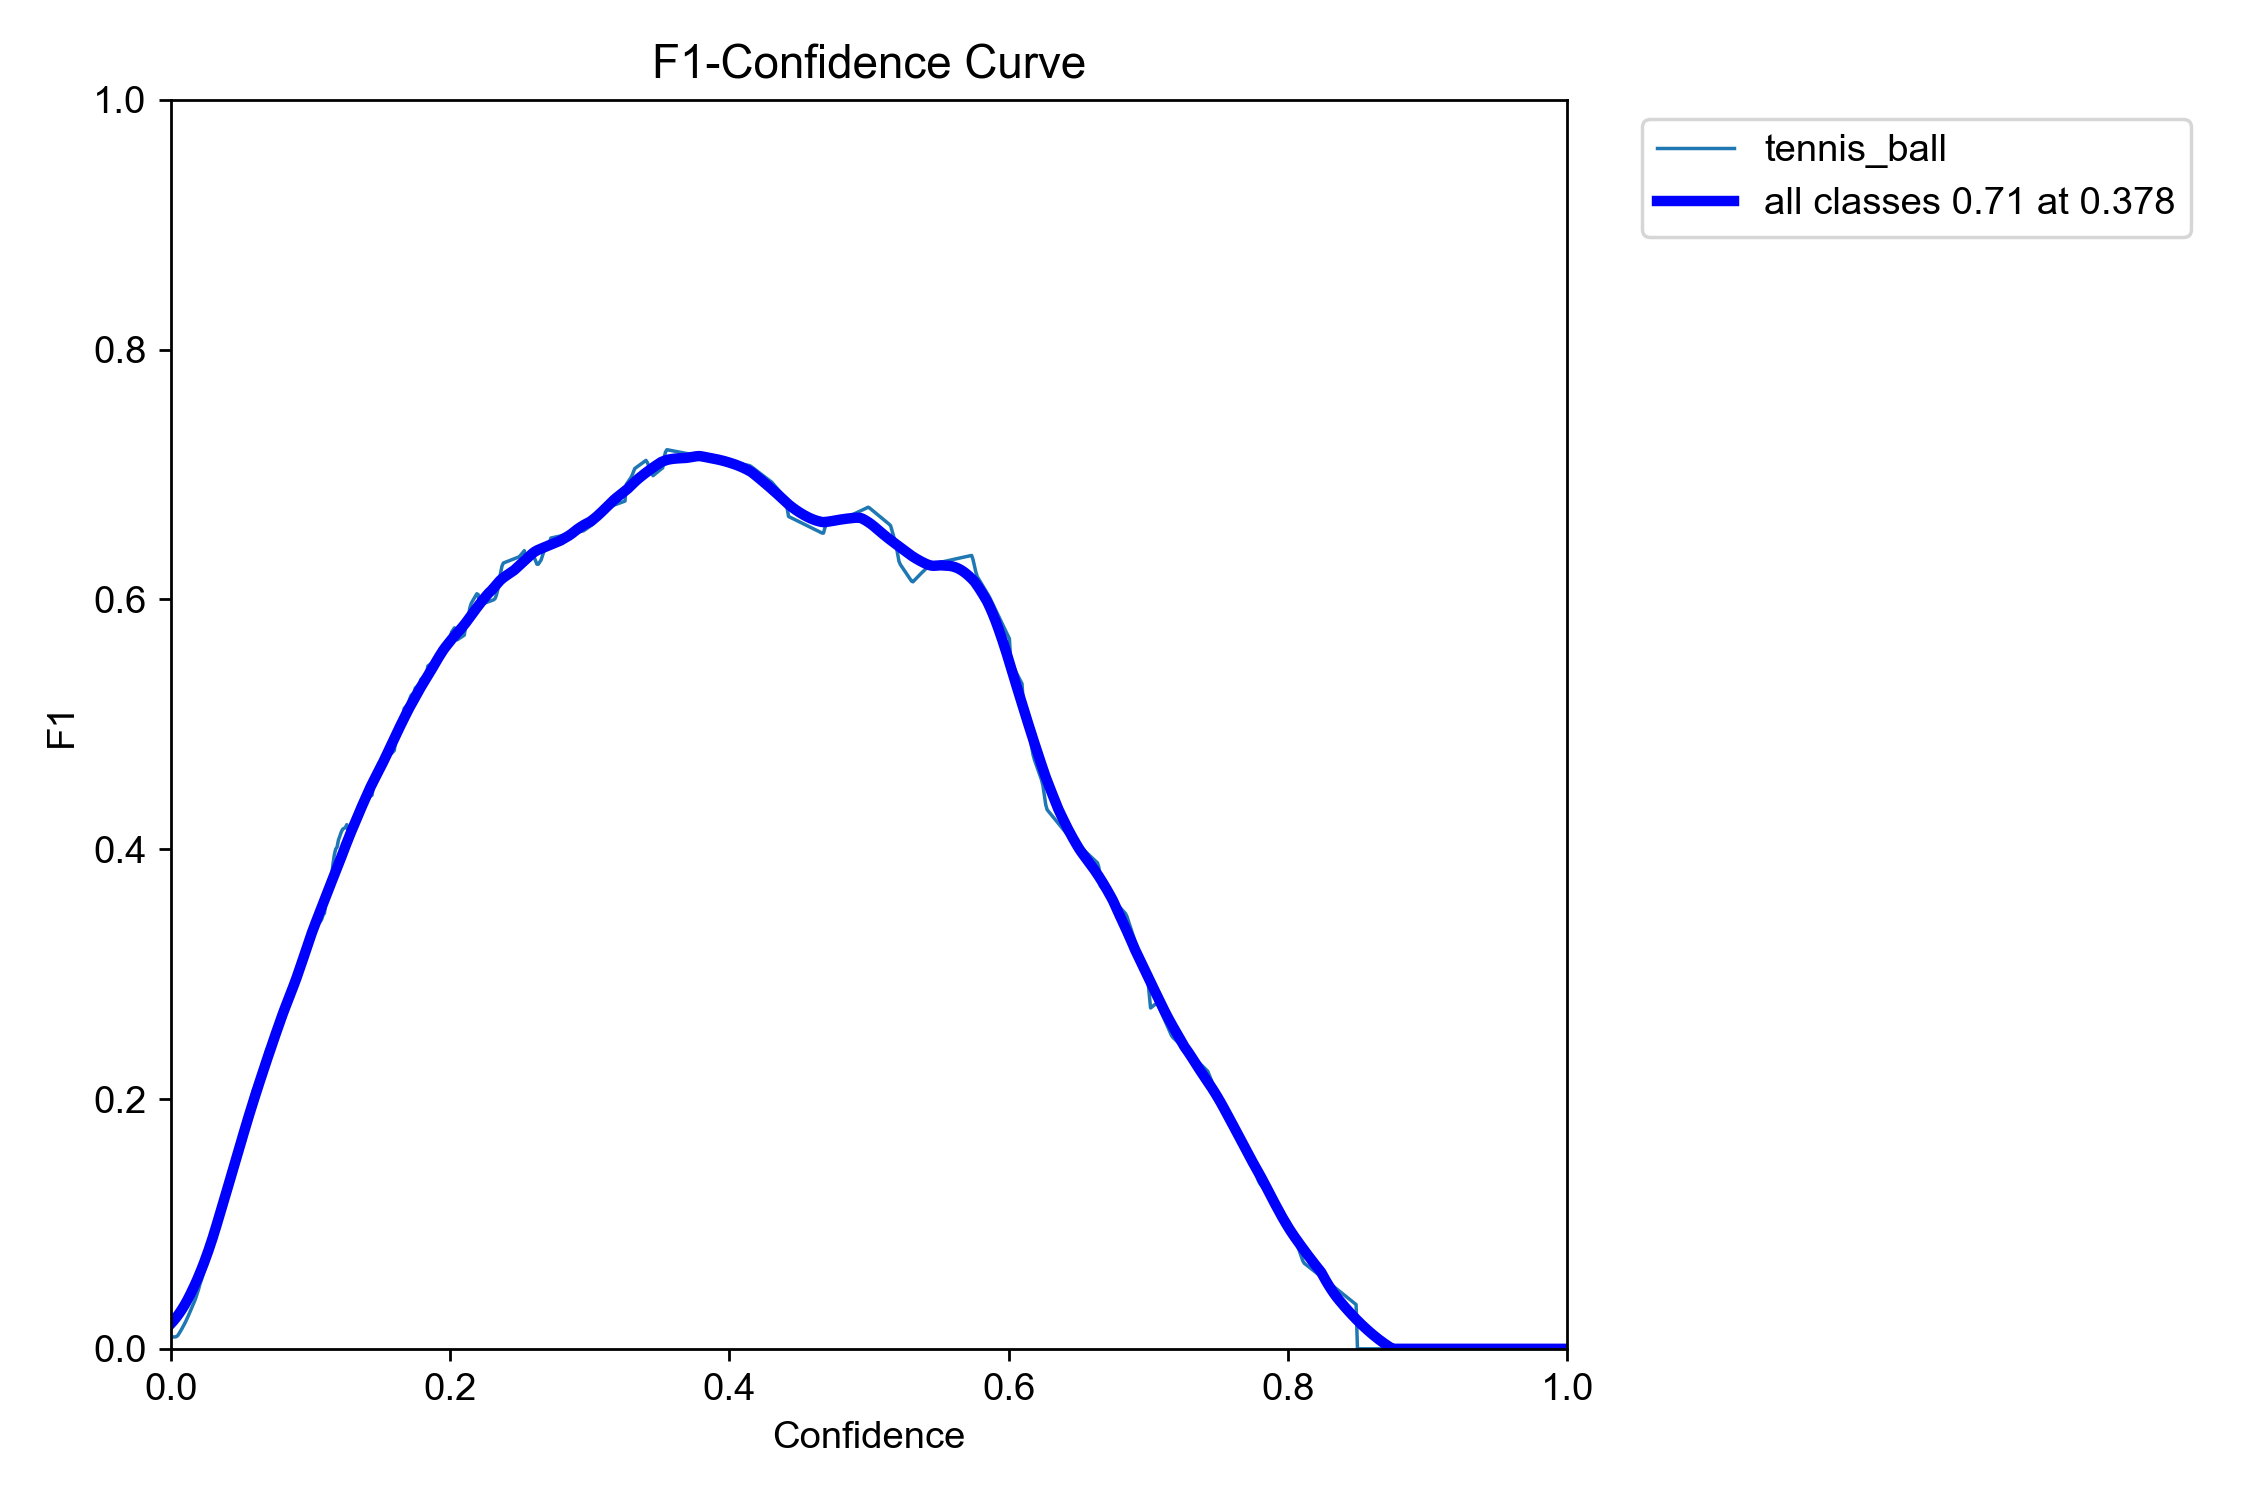 F1-Confidence Curve
1.0
0.8
0.6
0.4
0.2
0.0
F1
0.0 0.2 0.4 0.6 0.8 1.0
Confidence
tennis_ball
all classes 0.71 at 0.378